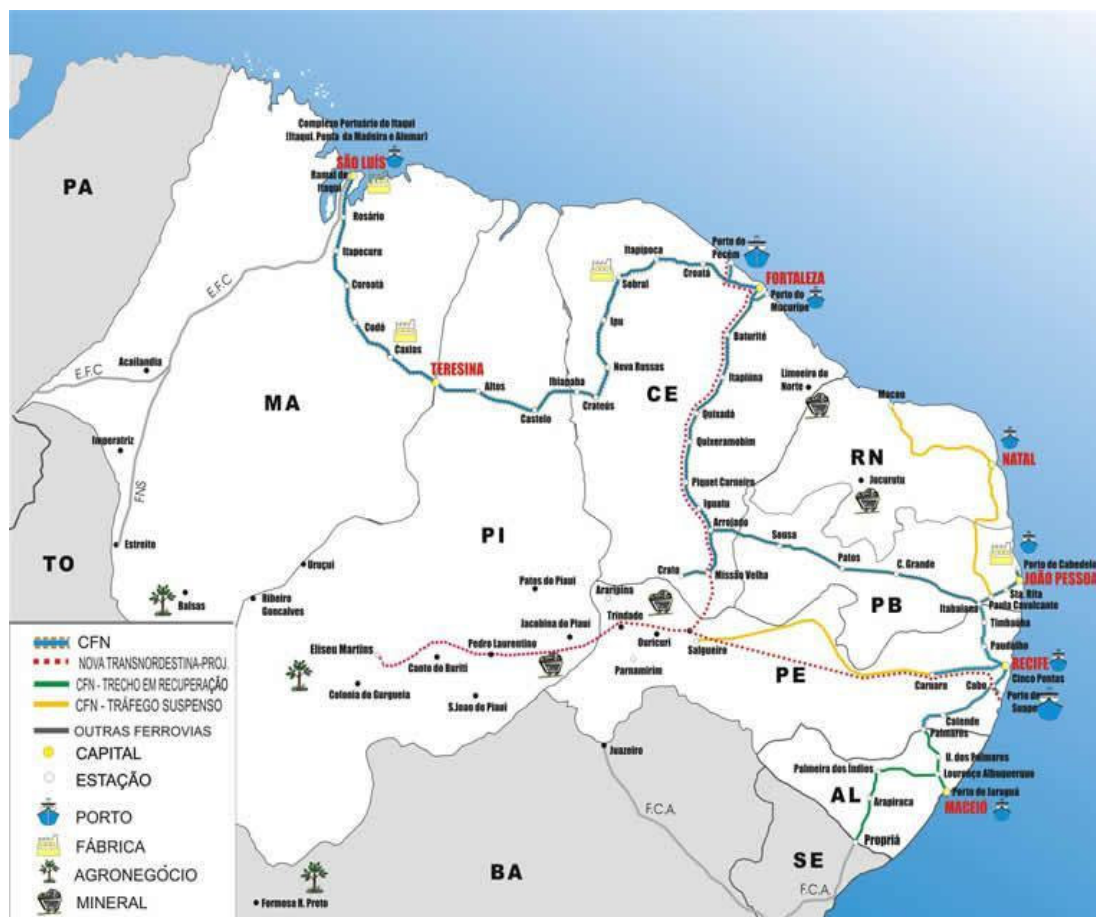 Complexo Portuário do Itaqui
(Itaqui, Ponta da Madeira e Alumar)
SÃO LUÍS
Ramal de
Itaqui
PA
Rosário
Itapecuru
Coroatá
Codó
Caxias
E.F.C
E.F.C
Acailandia
MA
Imperatriz
FNS
Estreito
TO
Balsas
Ribeiro
Goncalves
Uruçuí
TERESINA
Altos
Castelo
Ibiapaba
Crateús
Nova Russas
Ipu
Sobral
Itapipoca
Croatá
Porto do
Pecém
FORTALEZA
Porto do
Mucuripe
Baturité
Itapiúna
CE
Quixadá
Quixeramobim
Piquet Carneiro
Iguatu
Arrojado
Crato
Missão Velha
Limoeiro do
Norte
Macau
RN
Jucurutu
NATAL
Sousa
Patos
C. Grande
PB
Porto de Cabedelo
JOÃO PESSOA
Sta. Rita
Paula Cavalcante
Itabaiana
Timbaúba
Paudalho
RECIFE
Cinco Pontas
Cabo
Porto de
Suape
Caruaru
PE
PI
Patos do Piauí
Jacobina do Piauí
Araripina
Trindade
Ouricuri
Salgueiro
Parnamirim
Eliseu Martins
Canto do Buriti
Pedro Laurentino
Colonia do Gurgueia
S.Joao do Piaui
Juazeiro
F.C.A.
Catende
Palmares
U. dos Palmares
Lourenço Albuquerque
Palmeira dos Índios
Porto de Jaraguá
MACEIÓ
AL
Arapiraca
Propriá
SE
F.C.A.
BA
Formosa R. Preto
CFN
NOVA TRANSNORDESTINA-PROJ.
CFN - TRECHO EM RECUPERAÇÃO
CFN - TRÁFEGO SUSPENSO
OUTRAS FERROVIAS
CAPITAL
ESTAÇÃO
PORTO
FÁBRICA
AGRONEGÓCIO
MINERAL